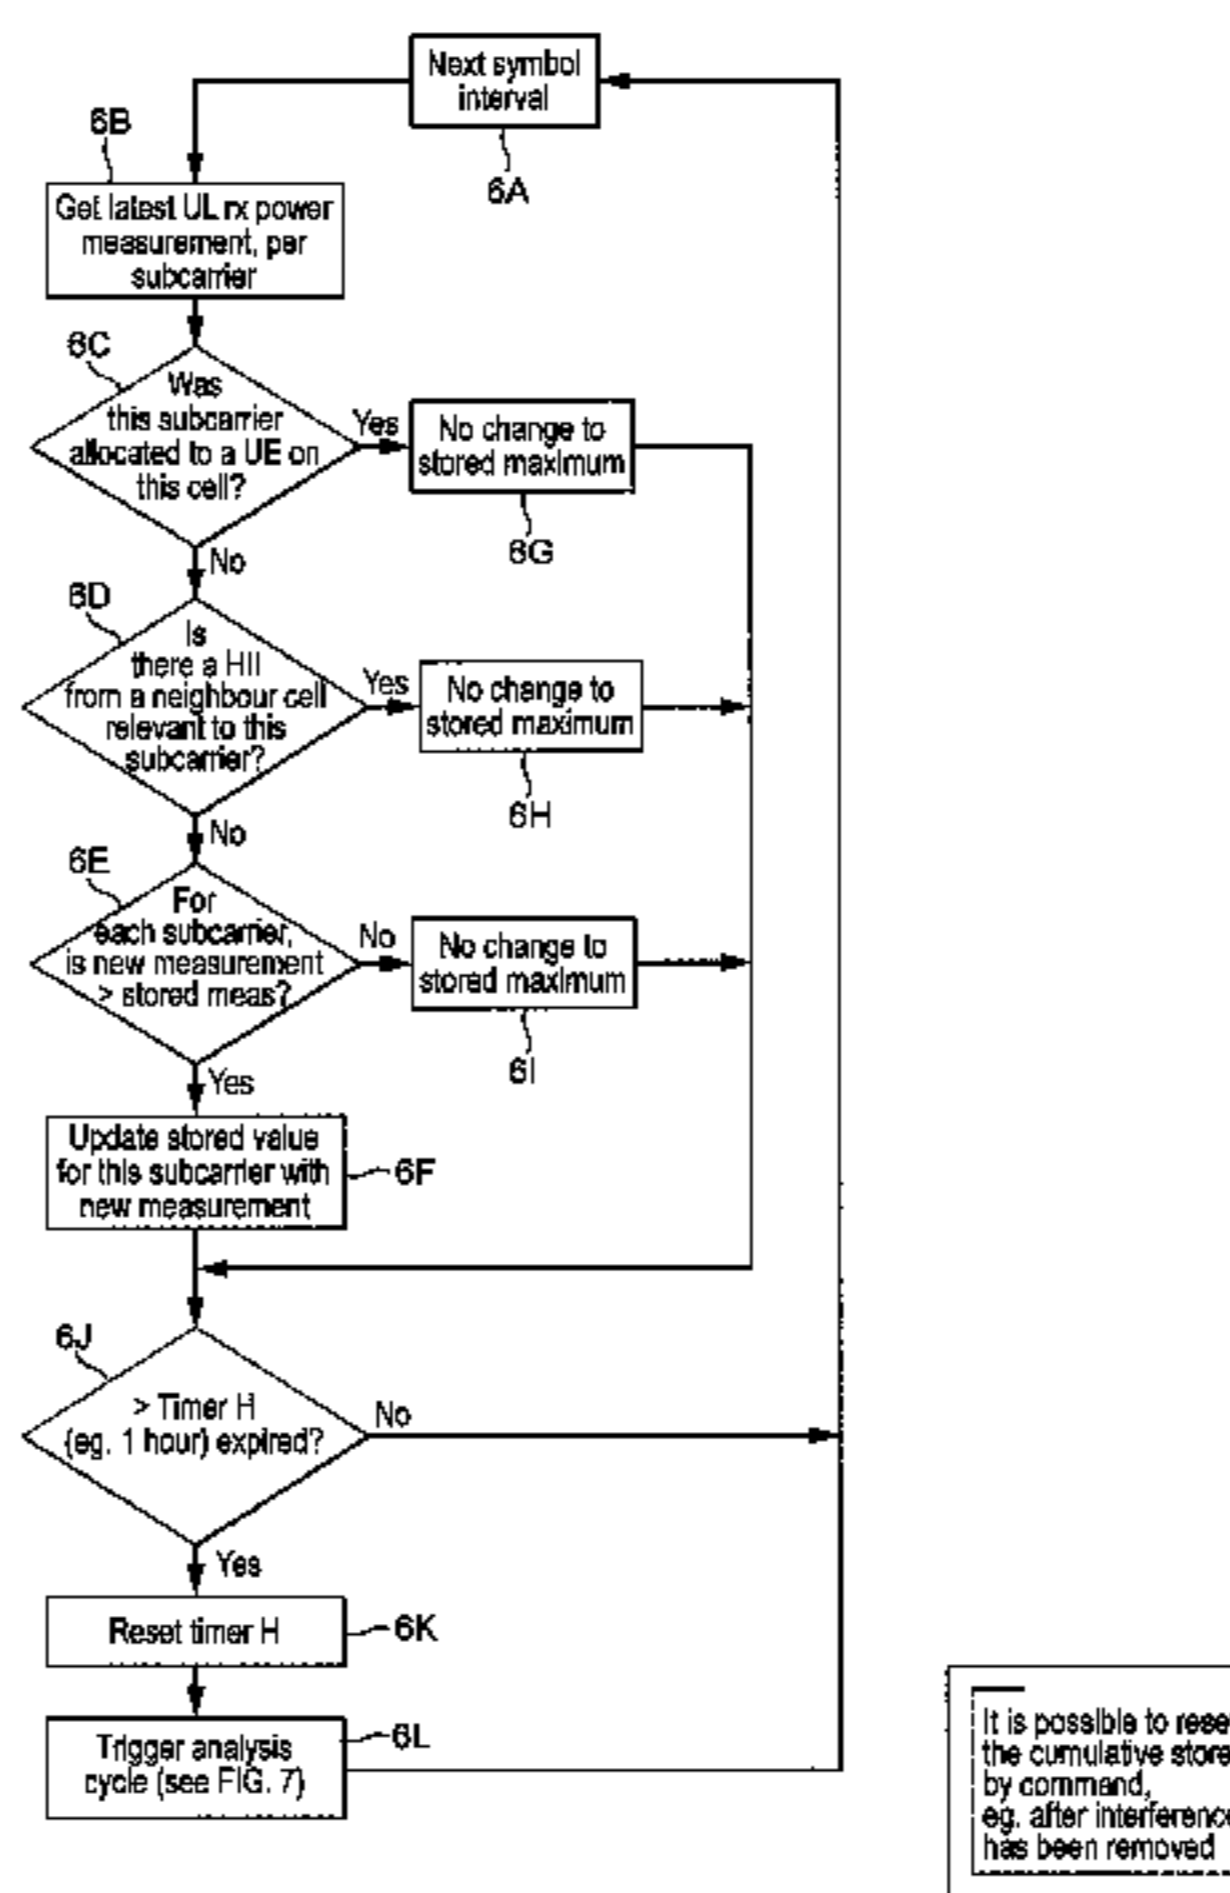 Next symbol
interval
6A
6B
Get latest UL rx power
measurement, per
subcarrier
6C
Was
this subcarrier
allocated to a UE on
this cell?
Yes
No change to
stored maximum
6G
No
6D
Is
there a HII
from a neighbour cell
relevant to this
subcarrier?
Yes
No change to
stored maximum
6H
No
6E
For
each subcarrier,
is new measurement
> stored meas?
No
No change to
stored maximum
6I
Yes
Update stored value
for this subcarrier with
new measurement
6F
6J
> Timer H
(eg. 1 hour) expired?
No
Yes
Reset timer H
6K
Trigger analysis
cycle (see FIG. 7)
6L
It is possible to rese
the cumulative store
by command,
eg. after interference
has been removed